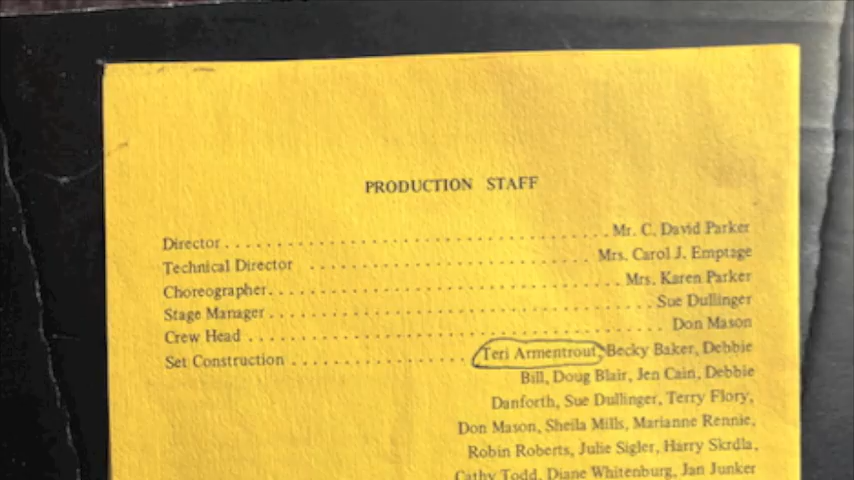 PRODUCTION STAFF
Director . . . . . . . . . . . . . . . . . . . . . . . . . . . . . . . . . . . . . . . . Mr. C. David Parker
Technical Director . . . . . . . . . . . . . . . . . . . . . . . . . . . . . . Mrs. Carol J. Emptage
Choreographer. . . . . . . . . . . . . . . . . . . . . . . . . . . . . . . . . . . . . Mrs. Karen Parker
Stage Manager . . . . . . . . . . . . . . . . . . . . . . . . . . . . . . . . . . . . . . . . . Sue Dullinger
Crew Head . . . . . . . . . . . . . . . . . . . . . . . . . . . . . . . . . . . . . . . . . . . . . Don Mason
Set Construction . . . . . . . . . . . . . . . . . . . Teri Armentrout, Becky Baker, Debbie
Bill, Doug Blair, Jen Cain, Debbie
Danforth, Sue Dullinger, Terry Flory,
Don Mason, Sheila Mills, Marianne Rennie,
Robin Roberts, Julie Sigler, Harry Skrdla,
Cathy Todd, Diane Whitenburg, Jan Junker